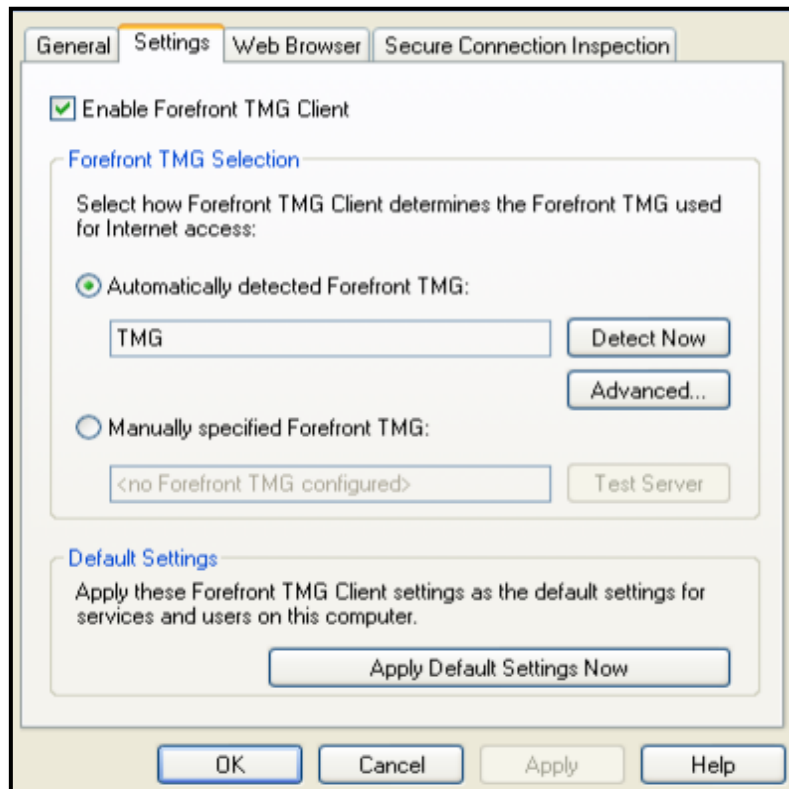 General Settings Web Browser Secure Connection Inspection
Enable Forefront TMG Client
Forefront TMG Selection
Select how Forefront TMG Client determines the Forefront TMG used
for Internet access:
Automatically detected Forefront TMG:
TMG Detect Now
Advanced...
Manually specified Forefront TMG:
<no Forefront TMG configured> Test Server
Default Settings
Apply these Forefront TMG Client settings as the default settings for
services and users on this computer.
Apply Default Settings Now
OK Cancel Apply Help